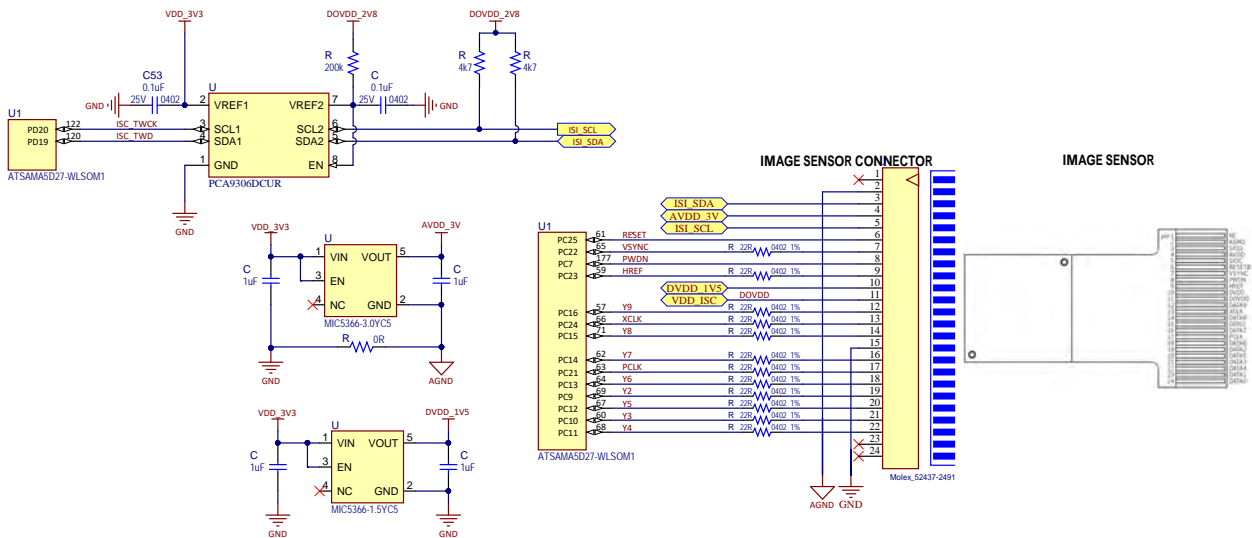 VDD_3V3
DOVDD_2V8
DOVDD_2V8
R
200k
R
4k7
R
4k7
C53
0.1uF
25V 0402
GND
U
C
0.1uF
25V 0402
GND
U1
2 VREF1
VREF2 7
PD20 122 ISC_TWCK 3 SCL1
SCL2 6 ISI_SCL
PD19 120 ISC_TWD 4 SDA1
SDA2 5 ISI_SDA
1 GND
EN 8
ATSAMA5D27-WLSOM1
PCA9306DCUR
GND
IMAGE SENSOR CONNECTOR
IMAGE SENSOR
VDD_3V3
U
AVDD_3V
C
1uF
1 VIN VOUT 5
3 EN
4 NC GND 2
C
1uF
MIC5366-3.0YC5
R 0R
GND
AGND
VDD_3V3
U
DVDD_1V5
C
1uF
1 VIN VOUT 5
3 EN
4 NC GND 2
C
1uF
MIC5366-1.5YC5
GND
GND
U1
1
2
ISI_SDA 3
AVDD_3V 4
ISI_SCL 5
PC25 61 RESET 6
PC22 65 VSYNC R 22R 0402 1% 7
PC7 177 PWDN 8
PC23 59 HREF R 22R 0402 1% 9
DVDD_1V5 10
VDD_ISC DOVDD 11
PC16 57 Y9 R 22R 0402 1% 12
PC24 66 XCLK R 22R 0402 1% 13
PC15 71 Y8 R 22R 0402 1% 14
15
PC14 62 Y7 R 22R 0402 1% 16
PC21 63 PCLK R 22R 0402 1% 17
PC13 64 Y6 R 22R 0402 1% 18
PC9 69 Y2 R 22R 0402 1% 19
PC12 67 Y5 R 22R 0402 1% 20
PC10 60 Y3 R 22R 0402 1% 21
PC11 68 Y4 R 22R 0402 1% 22
23
24
ATSAMA5D27-WLSOM1
Molex_52437-2491
AGND GND